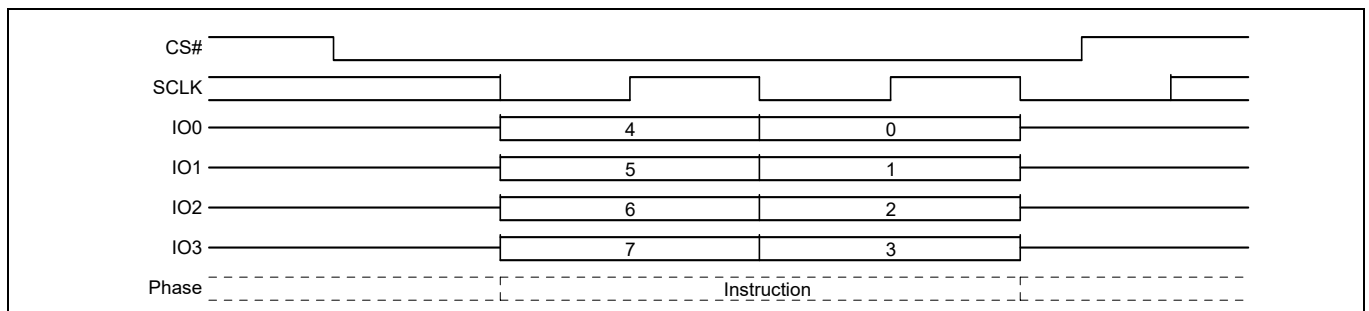 CS#
SCLK
IO0 4 0
IO1 5 1
IO2 6 2
IO3 7 3
Phase Instruction